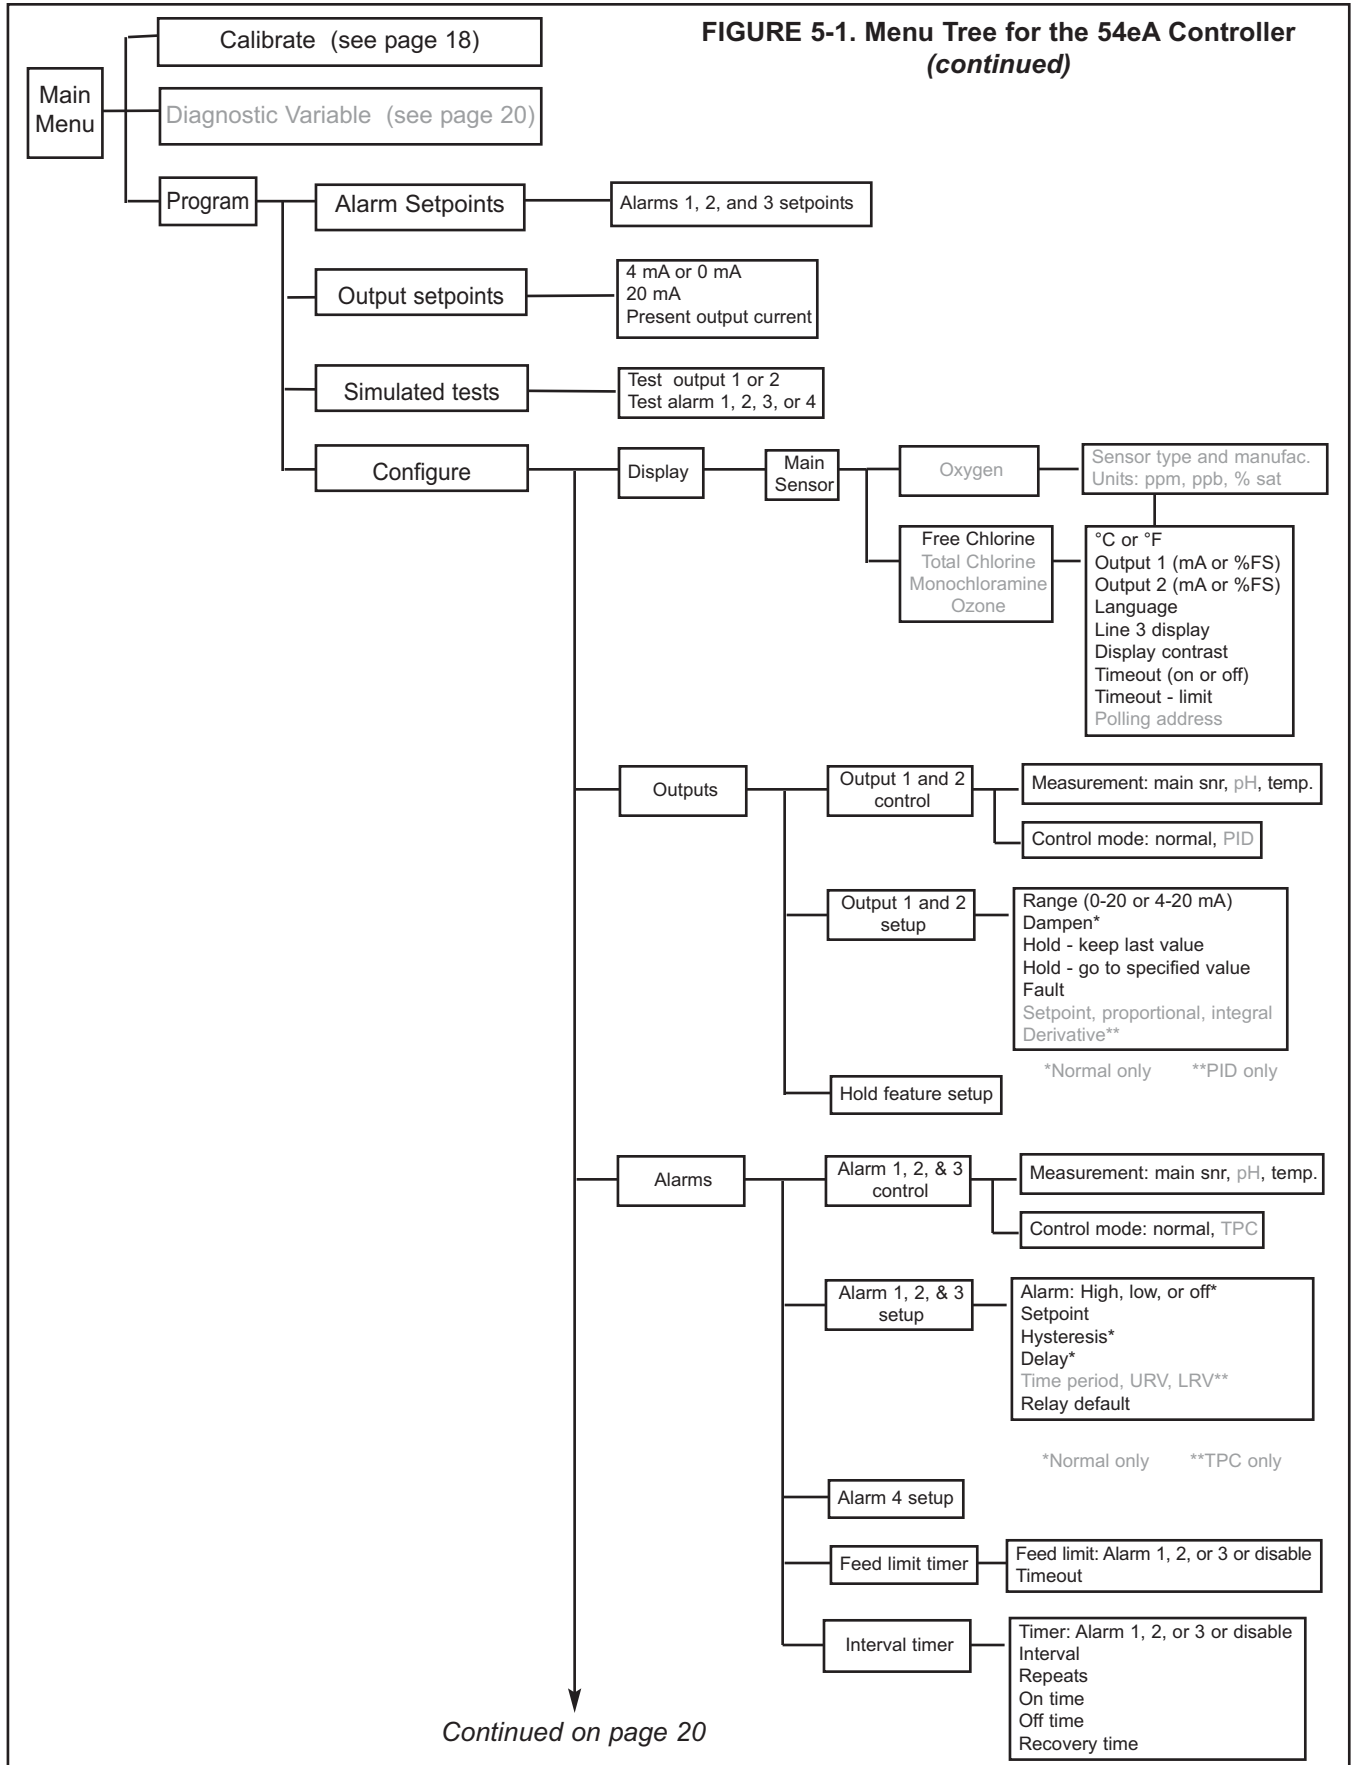 FIGURE 5-1. Menu Tree for the 54eA Controller
(continued)
Main
Menu
Calibrate (see page 18)
Diagnostic Variable (see page 20)
Program
Alarm Setpoints
Alarms 1, 2, and 3 setpoints
Output setpoints
4 mA or 0 mA
20 mA
Present output current
Simulated tests
Test output 1 or 2
Test alarm 1, 2, 3, or 4
Configure
Display
Main
Sensor
Oxygen
Sensor type and manufac.
Units: ppm, ppb, % sat
Free Chlorine
Total Chlorine
Monochloramine
Ozone
°C or °F
Output 1 (mA or %FS)
Output 2 (mA or %FS)
Language
Line 3 display
Display contrast
Timeout (on or off)
Timeout - limit
Polling address
Outputs
Output 1 and 2
control
Measurement: main snr, pH, temp.
Control mode: normal, PID
Output 1 and 2
setup
Range (0-20 or 4-20 mA)
Dampen*
Hold - keep last value
Hold - go to specified value
Fault
Setpoint, proportional, integral
Derivative**
*Normal only **PID only
Hold feature setup
Alarms
Alarm 1, 2, & 3
control
Measurement: main snr, pH, temp.
Control mode: normal, TPC
Alarm 1, 2, & 3
setup
Alarm: High, low, or off*
Setpoint
Hysteresis*
Delay*
Time period, URV, LRV**
Relay default
*Normal only **TPC only
Alarm 4 setup
Feed limit timer
Feed limit: Alarm 1, 2, or 3 or disable
Timeout
Interval timer
Timer: Alarm 1, 2, or 3 or disable
Interval
Repeats
On time
Off time
Recovery time
Continued on page 20